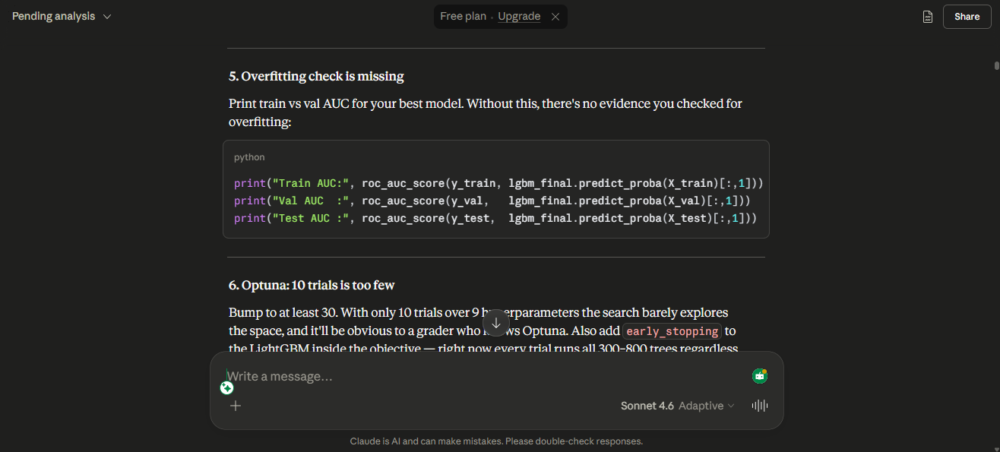 Pending analysis
Free plan · Upgrade
Share
5. Overfitting check is missing
Print train vs val AUC for your best model. Without this, there's no evidence you checked for
overfitting:
python
print("Train AUC:", roc_auc_score(y_train, lgbm_final.predict_proba(X_train)[:,1]))
print("Val AUC  :", roc_auc_score(y_val,   lgbm_final.predict_proba(X_val)[:,1]))
print("Test AUC :", roc_auc_score(y_test,  lgbm_final.predict_proba(X_test)[:,1]))
6. Optuna: 10 trials is too few
Bump to at least 30. With only 10 trials over 9 hyperparameters the search barely explores
the space, and it'll be obvious to a grader who knows Optuna. Also add early_stopping to
the LightGBM inside the objective — right now every trial runs all 300–800 trees regardless
Write a message…
Sonnet 4.6 Adaptive
Claude is AI and can make mistakes. Please double-check responses.